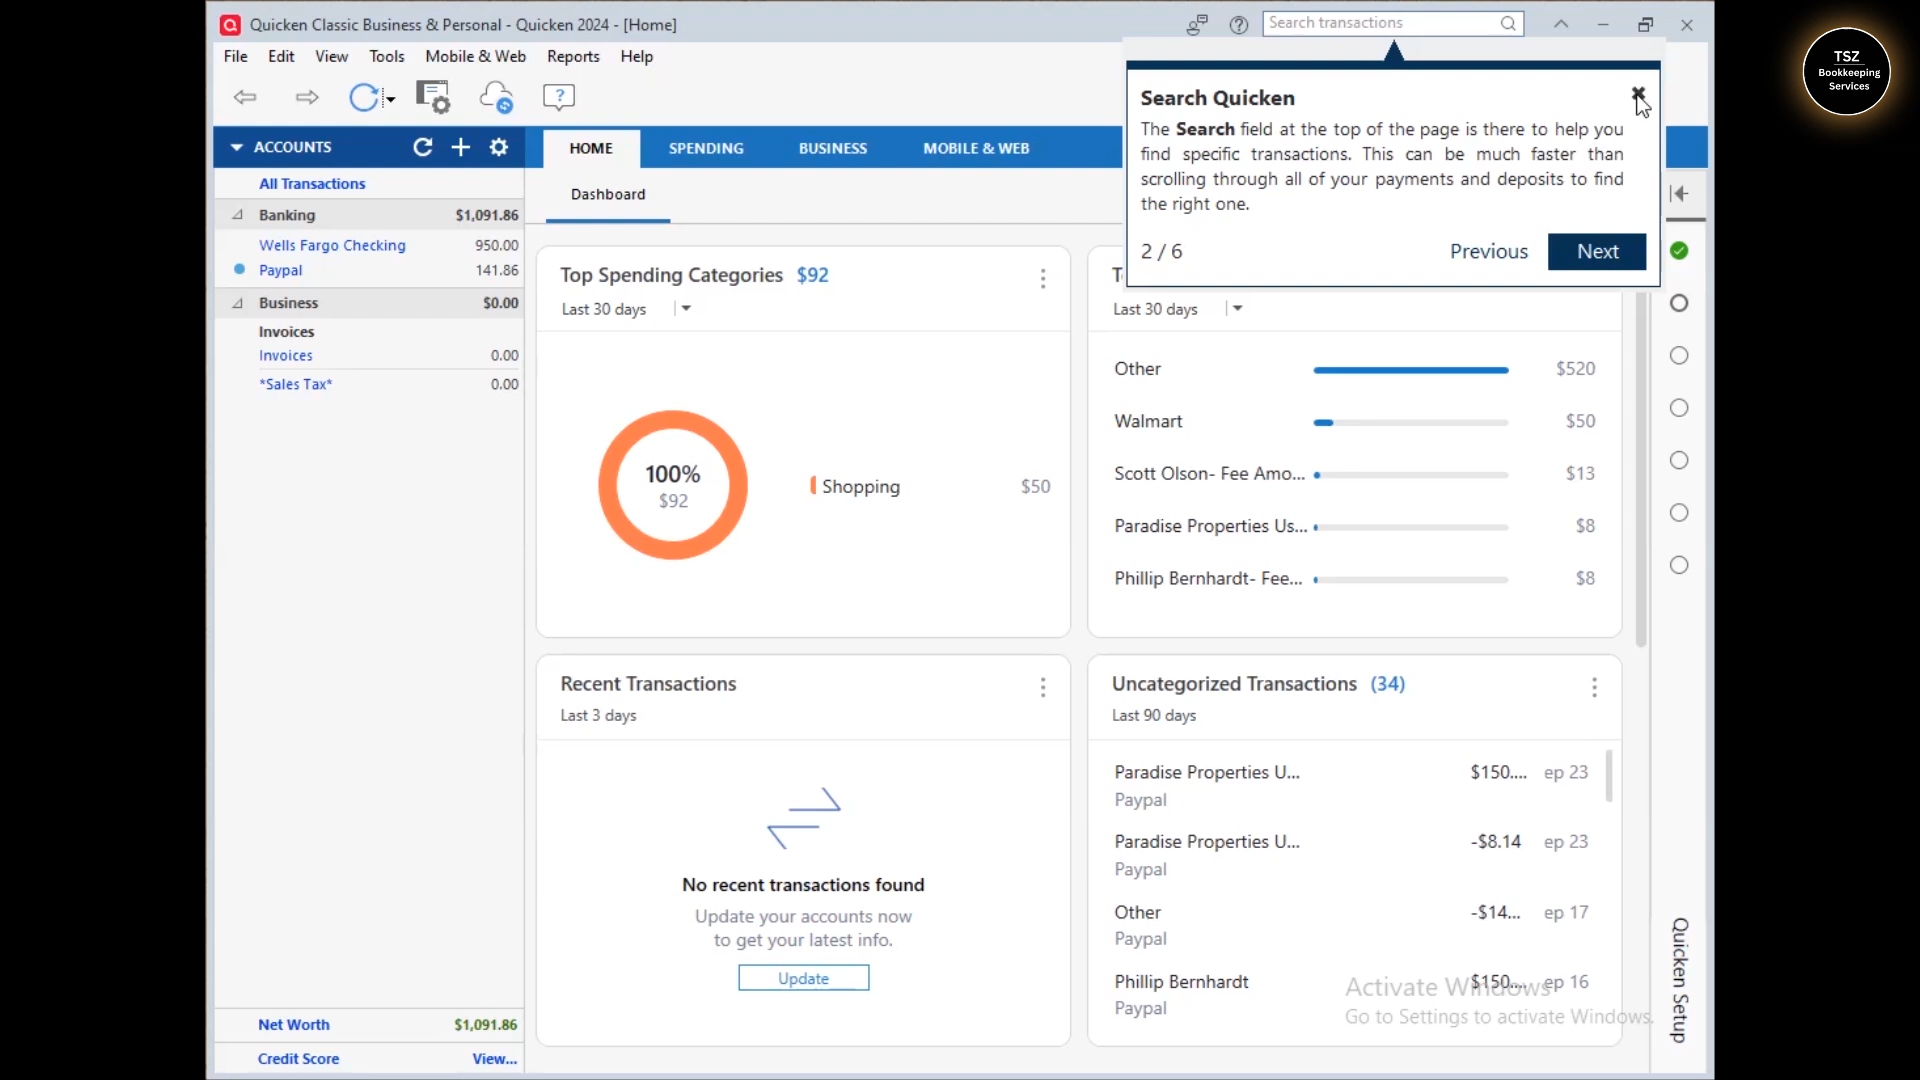 Quicken Classic Business & Personal - Quicken 2024 - [Home]
Search transactions
TSZ
Bookkeeping
Services
File Edit View Tools Mobile & Web Reports Help
Search Quicken
The Search field at the top of the page is there to help you
find specific transactions. This can be much faster than
scrolling through all of your payments and deposits to find
the right one.
2 / 6 Previous Next
ACCOUNTS
HOME SPENDING BUSINESS MOBILE & WEB
Dashboard
All Transactions
Banking $1,091.86
Wells Fargo Checking 950.00
Paypal 141.86
Business $0.00
Invoices
Invoices 0.00
*Sales Tax* 0.00
Net Worth $1,091.86
Credit Score View...
Top Spending Categories $92
Last 30 days
100%
$92
Shopping $50
Last 30 days
Other $520
Walmart $50
Scott Olson- Fee Amo... $13
Paradise Properties Us... $8
Phillip Bernhardt- Fee... $8
Recent Transactions
Last 3 days
No recent transactions found
Update your accounts now
to get your latest info.
Update
Uncategorized Transactions (34)
Last 90 days
Paradise Properties U... $150.... ep 23
Paypal
Paradise Properties U... -$8.14 ep 23
Paypal
Other -$14... ep 17
Paypal
Phillip Bernhardt $150.... ep 16
Paypal
Activate Windows
Go to Settings to activate Windows.
Quicken Setup